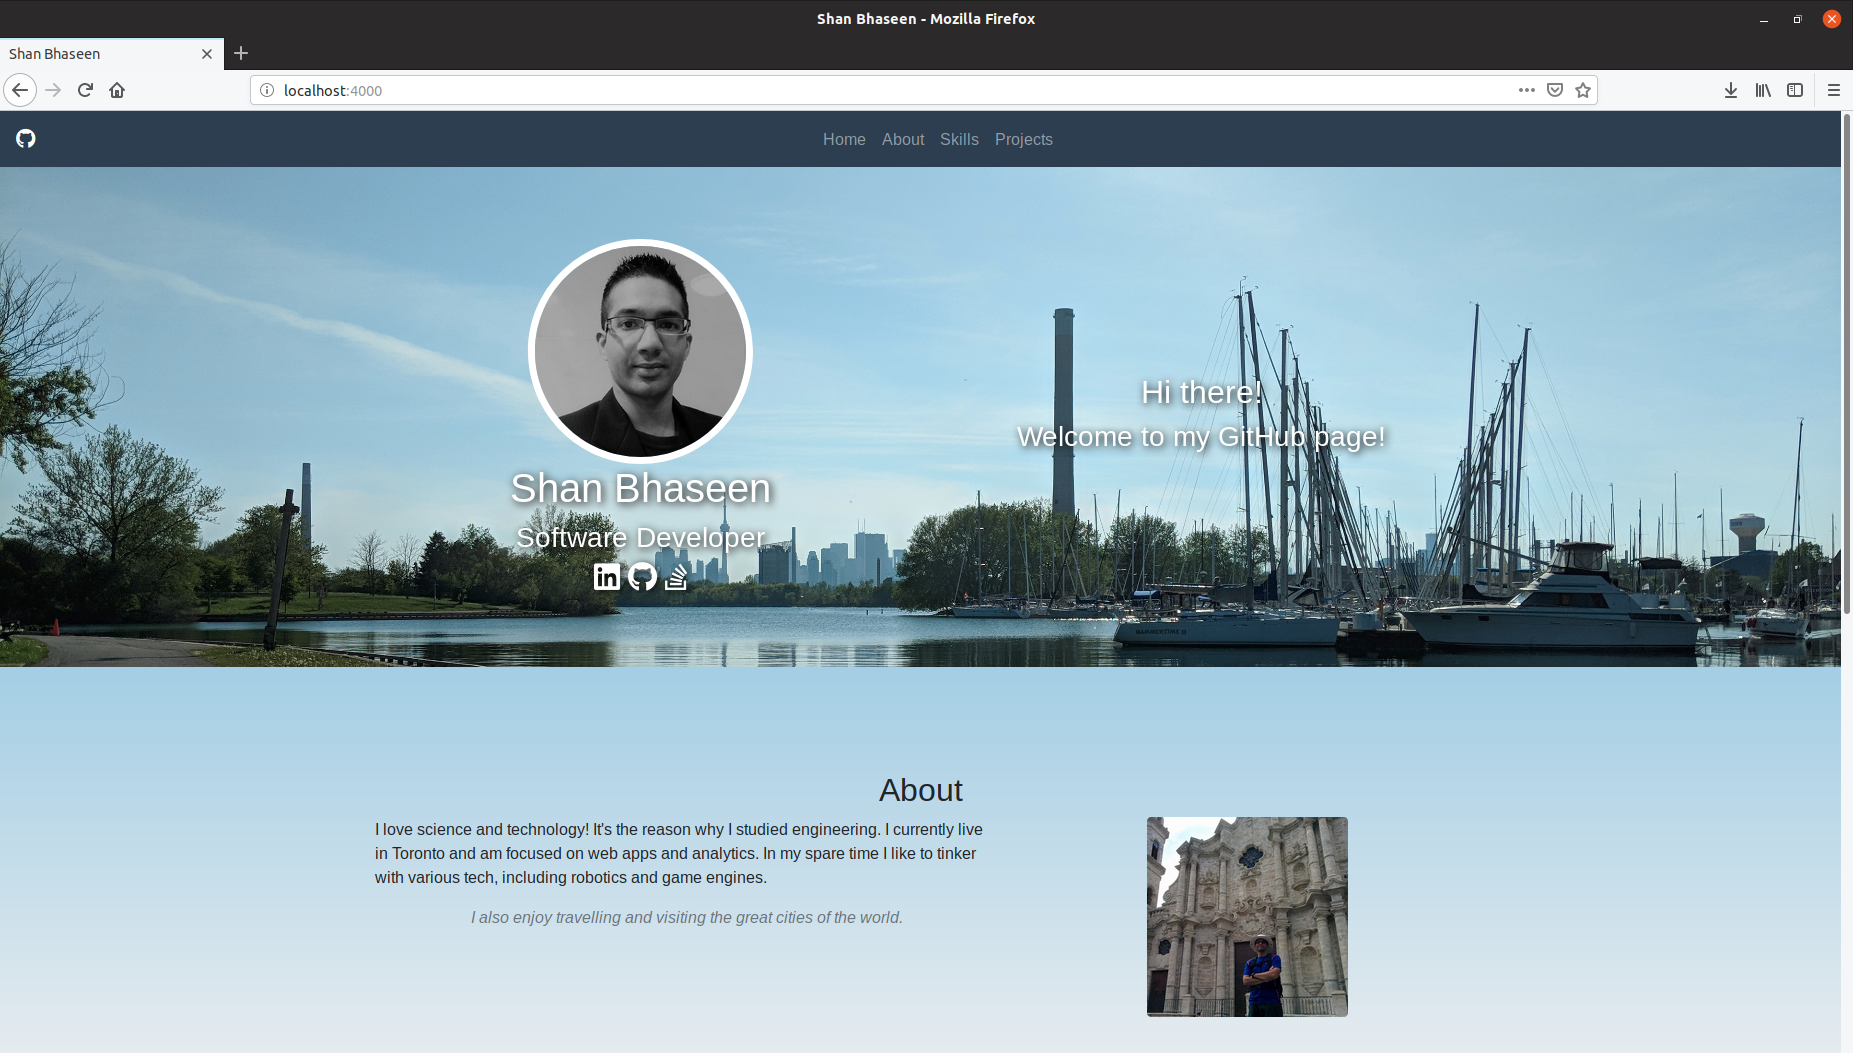 Shan Bhaseen - Mozilla Firefox
Shan Bhaseen
localhost:4000
Home About Skills Projects
Hi there!
Welcome to my GitHub page!
Shan Bhaseen
Software Developer
in
HAMMERTIME III
About
I love science and technology! It's the reason why I studied engineering. I currently live
in Toronto and am focused on web apps and analytics. In my spare time I like to tinker
with various tech, including robotics and game engines.
I also enjoy travelling and visiting the great cities of the world.